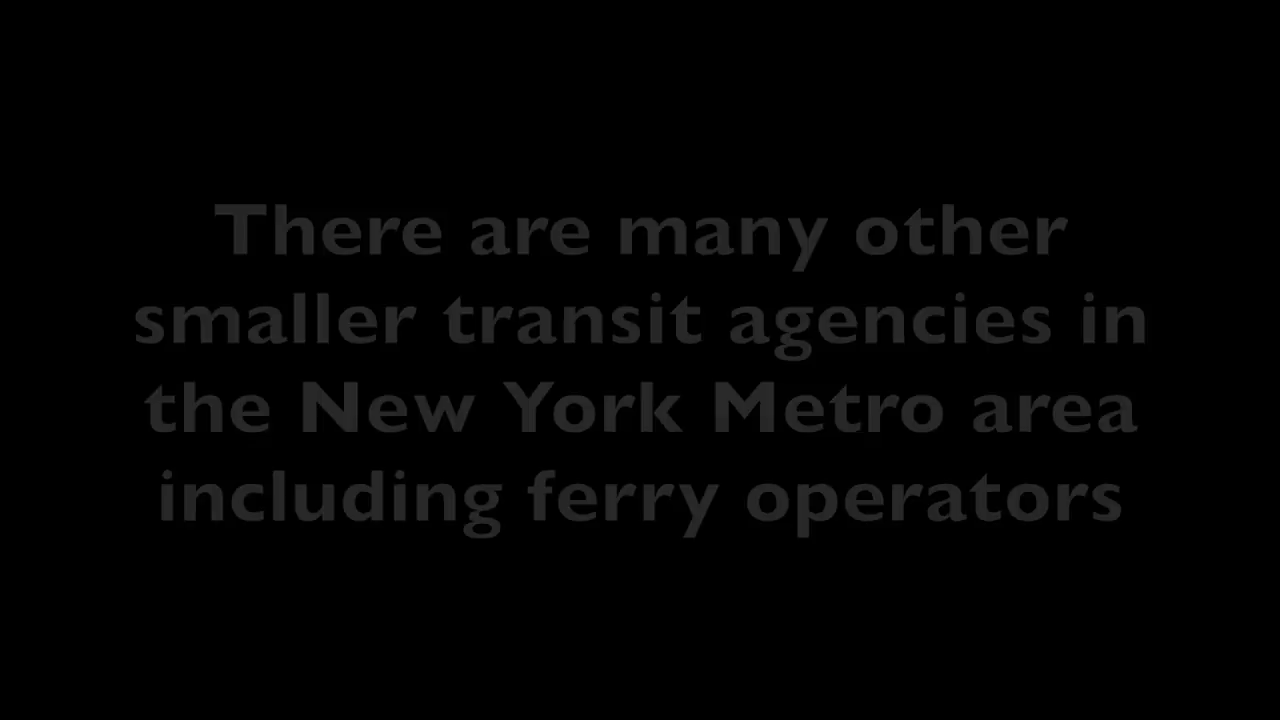 There are many other
smaller transit agencies in
the New York Metro area
including ferry operators